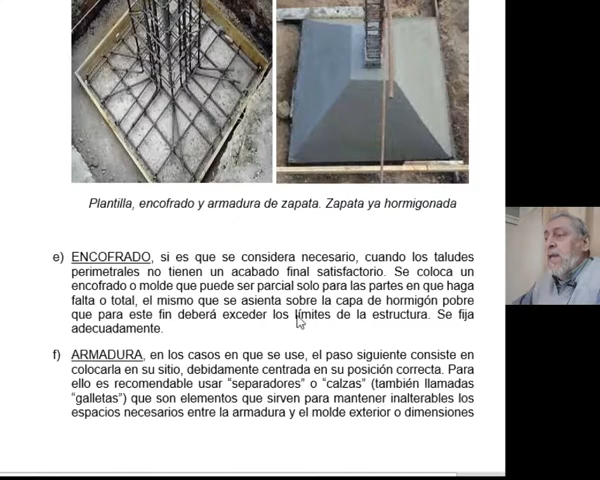 Plantilla, encofrado y armadura de zapata. Zapata ya hormigonada
e) ENCOFRADO, si es que se considera necesario, cuando los taludes
perimetrales no tienen un acabado final satisfactorio. Se coloca un
encofrado o molde que puede ser parcial solo para las partes en que haga
falta o total, el mismo que se asienta sobre la capa de hormigón pobre
que para este fin deberá exceder los límites de la estructura. Se fija
adecuadamente.
f) ARMADURA, en los casos en que se use, el paso siguiente consiste en
colocarla en su sitio, debidamente centrada en su posición correcta. Para
ello es recomendable usar “separadores” o “calzas” (también llamadas
“galletas”) que son elementos que sirven para mantener inalterables los
espacios necesarios entre la armadura y el molde exterior o dimensiones